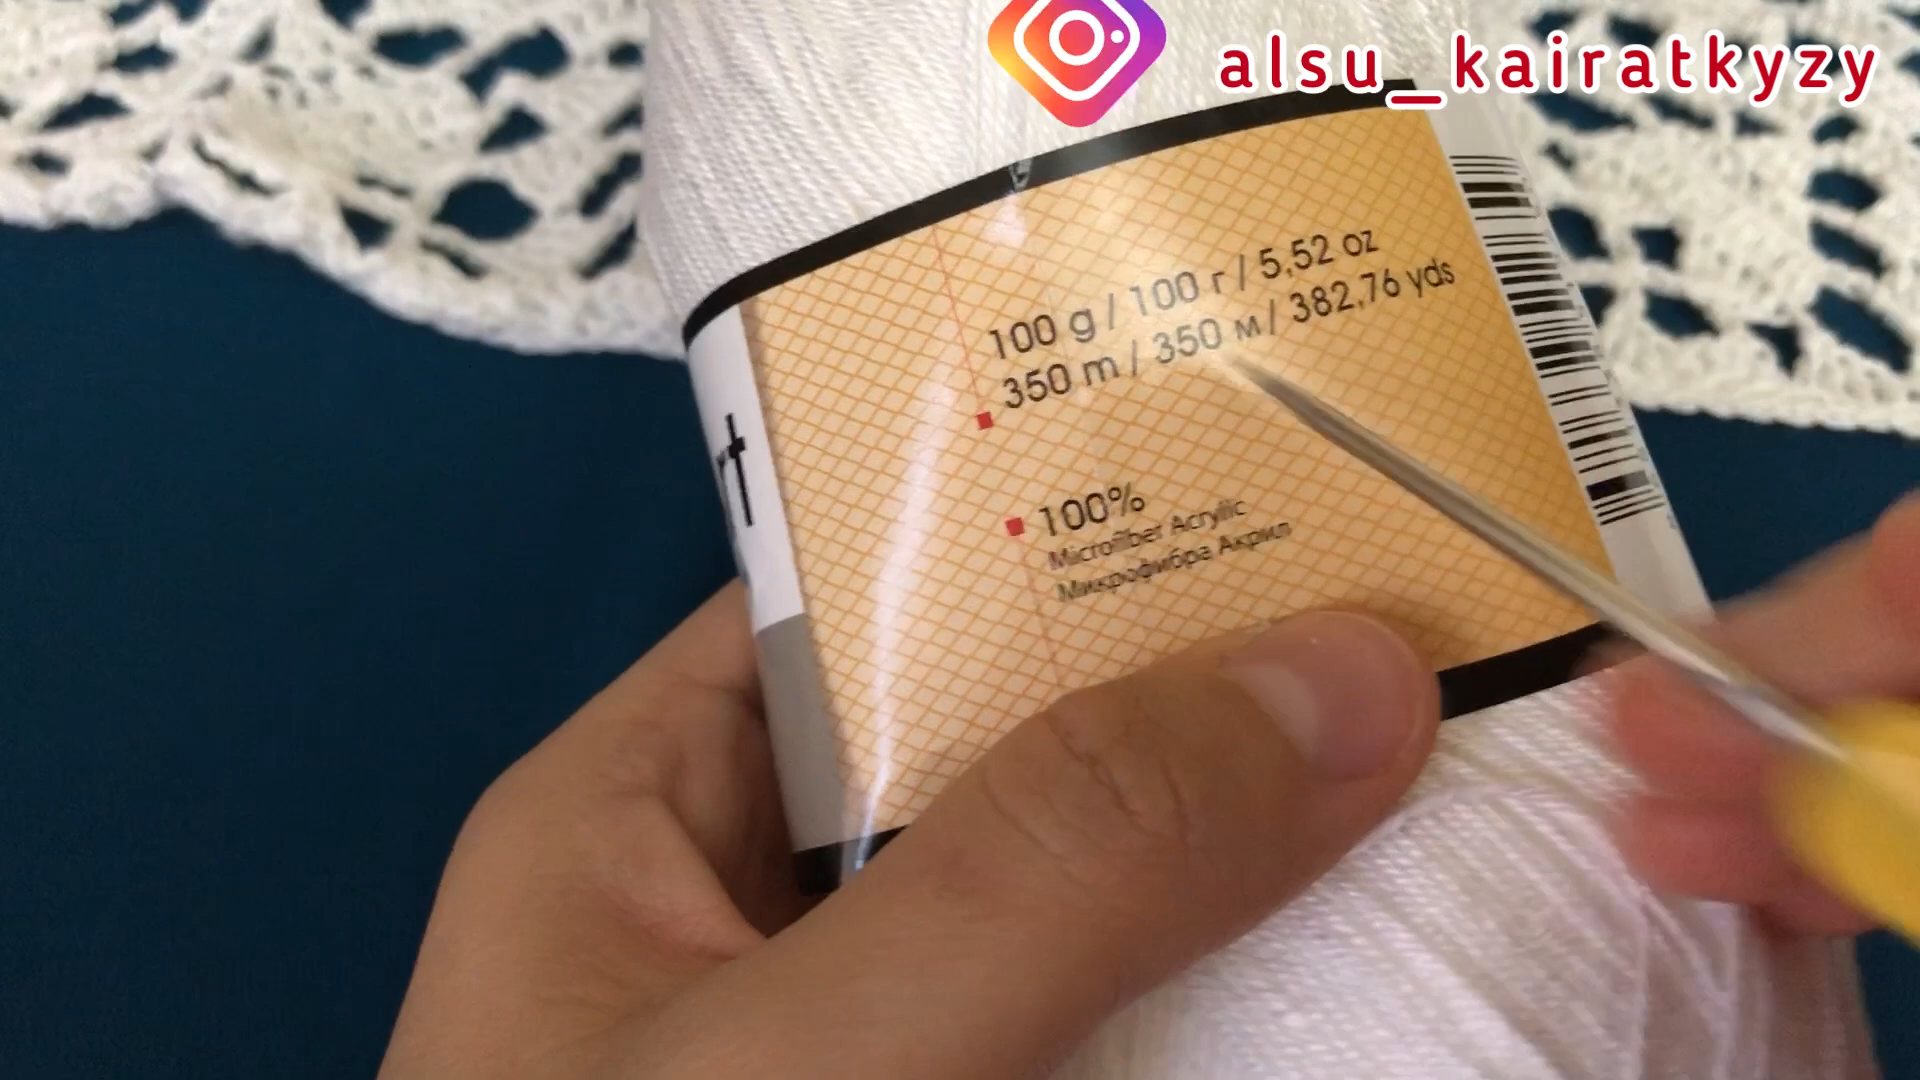 alsu_kairatkyzy
100 g / 100 г / 5,52 oz
350 m / 350 м / 382,76 yds
rt
100%
Microfiber Acrylic
Микрофибра Акрил